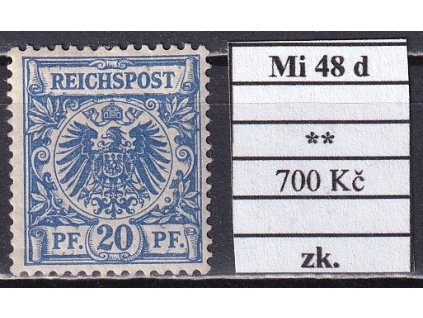 REICHSPOST
PF. 20 PF.
Mi 48 d
**
700 Kč
zk.